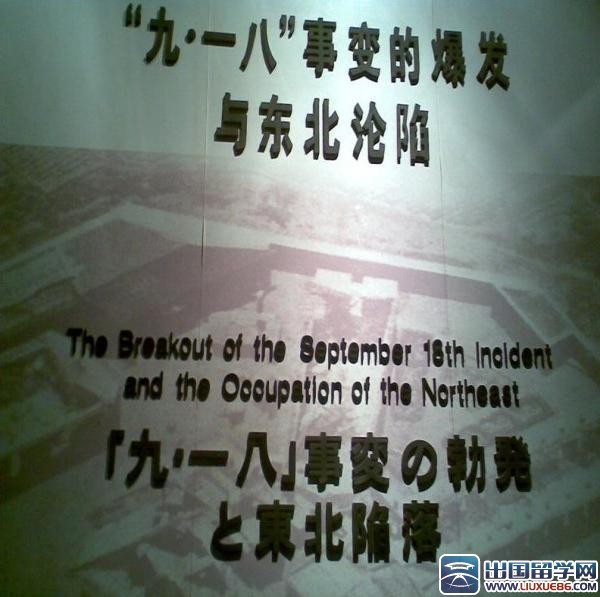 “九·一八”事变的爆发
与东北沦陷
The Breakout of the September 18th Incident
and the Occupation of the Northeast
「九·一八」事変の勃発
と東北陥落
出国留学网
WWW.LIUXUE86.COM